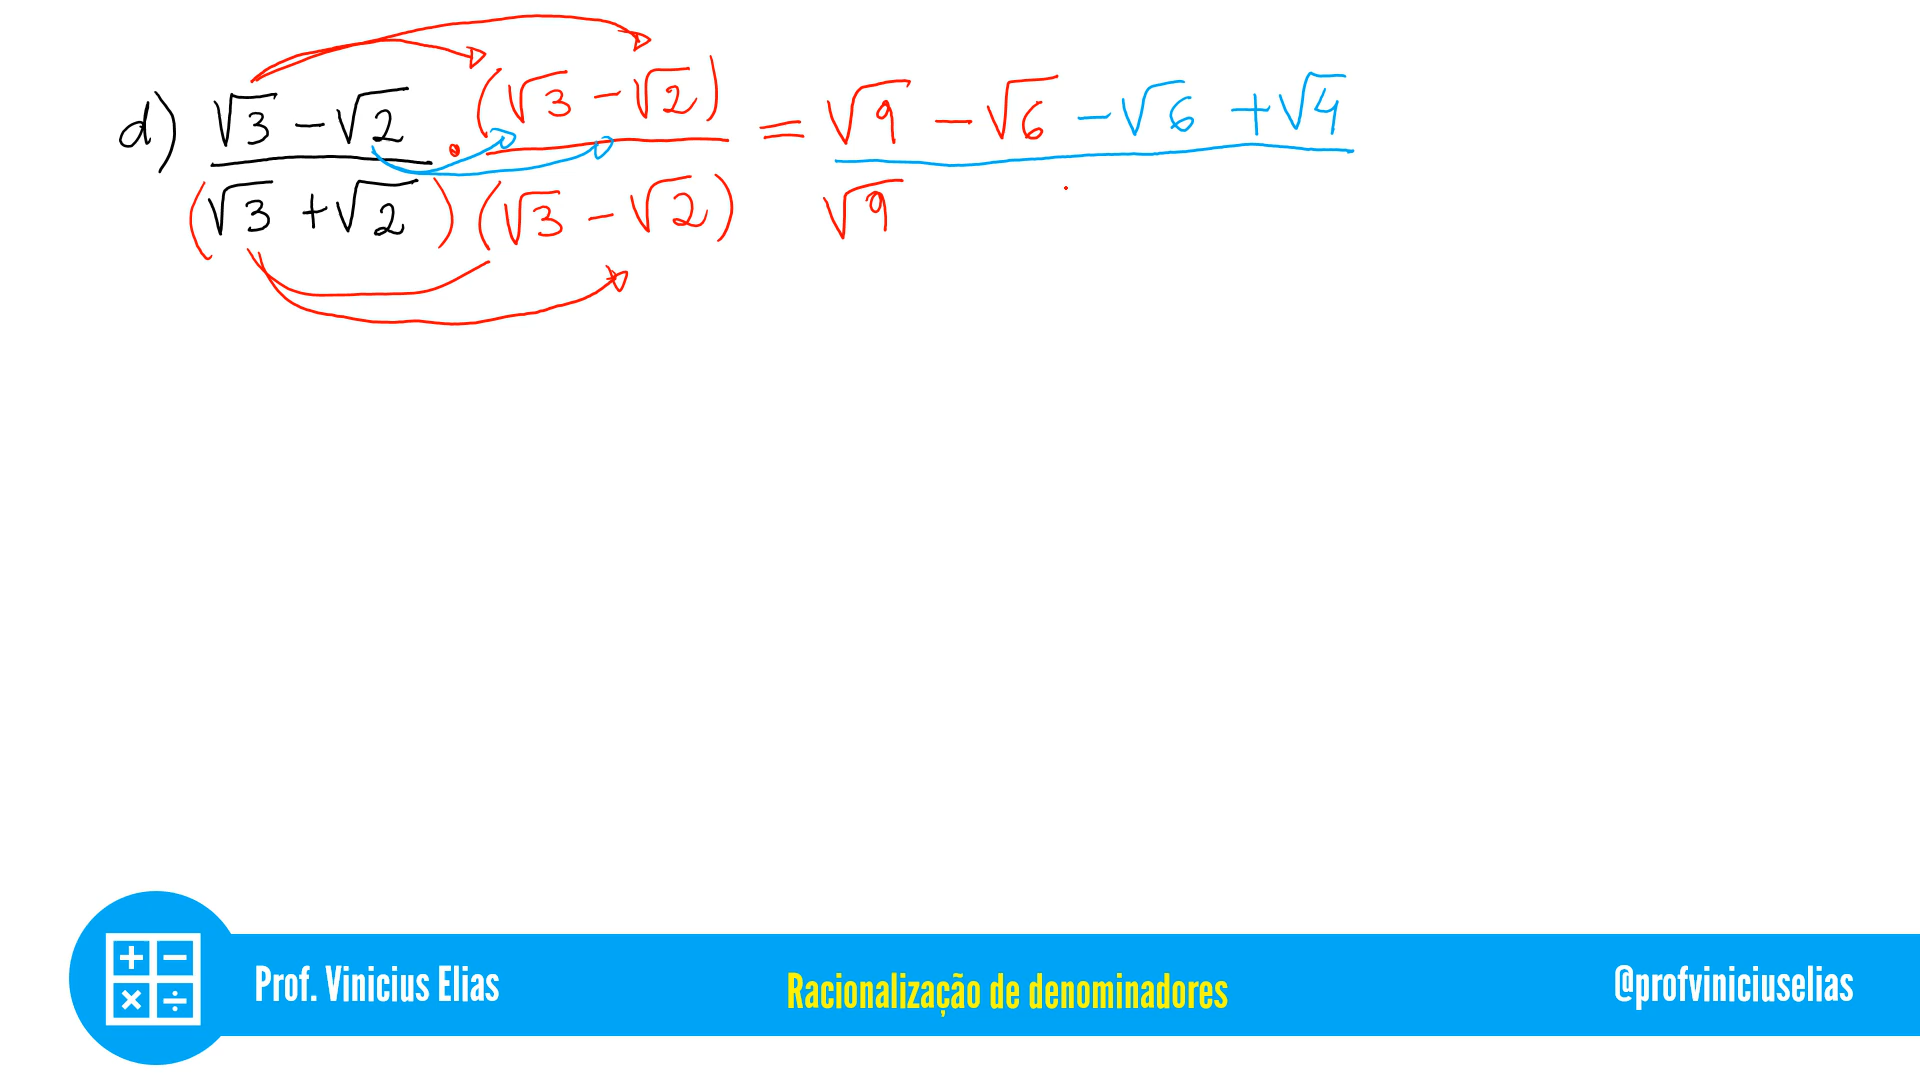 d) (√3 − √2)/(√3 + √2) · (√3 − √2)/(√3 − √2) = (√9 − √6 − √6 + √4)/√9
+ − × ÷
Prof. Vinicius Elias
Racionalização de denominadores
@profviniciuselias